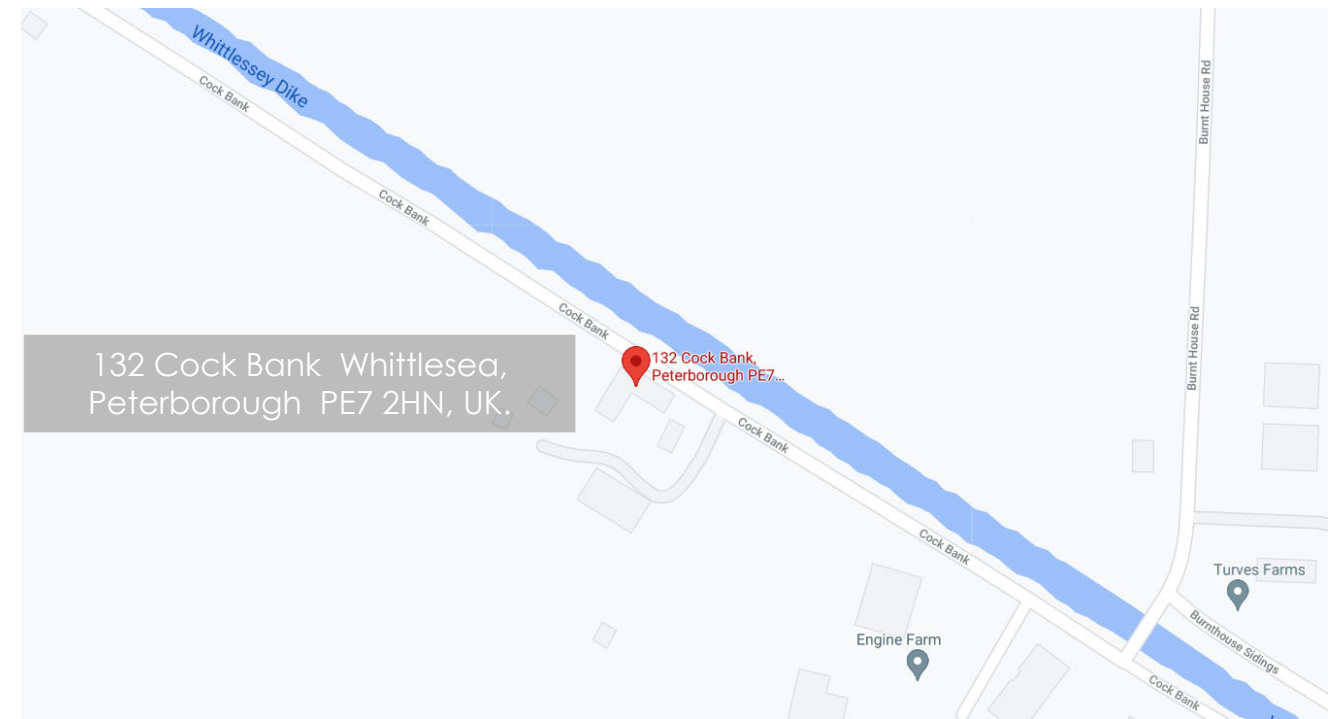 Whittlessey Dike
Cock Bank
Burnt House Rd
Cock Bank
Cock Bank
Burnt House Rd
132 Cock Bank Whittlesea,
Peterborough PE7 2HN, UK.
132 Cock Bank,
Peterborough PE7...
Cock Bank
Cock Bank
Turves Farms
Engine Farm
Burnthouse Sidings
Cock Bank